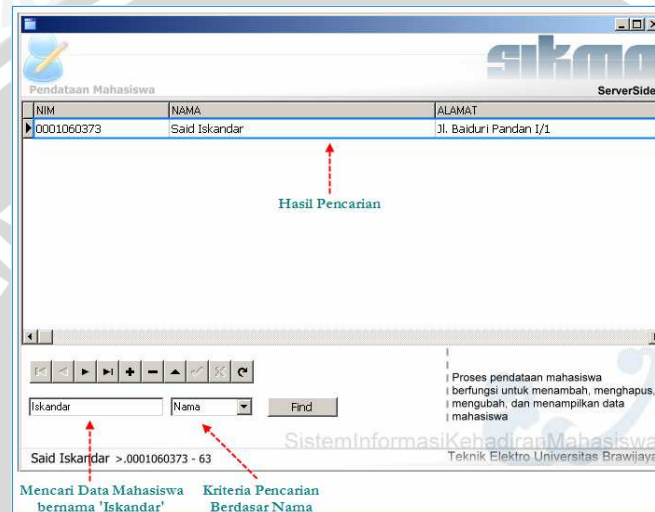 sikma
Pendataan Mahasiswa
ServerSide
NIM NAMA ALAMAT
0001060373 Said Iskandar Jl. Baiduri Pandan I/1
Hasil Pencarian
Proses pendataan mahasiswa
berfungsi untuk menambah, menghapus,
mengubah, dan menampilkan data
mahasiswa
Iskandar Nama Find
SistemInformasiKehadiranMahasiswa
Said Iskandar >.0001060373 - 63 Teknik Elektro Universitas Brawijaya
Mencari Data Mahasiswa
bernama 'Iskandar'
Kriteria Pencarian
Berdasar Nama